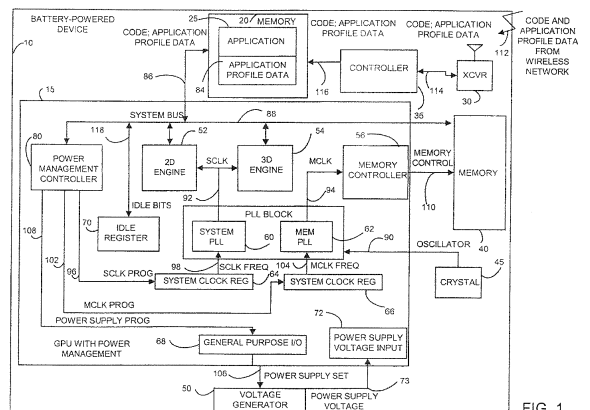 BATTERY-POWERED
DEVICE
10
25
20
MEMORY
CODE; APPLICATION
PROFILE DATA
APPLICATION
84
APPLICATION
PROFILE DATA
86
CODE; APPLICATION
PROFILE DATA
CONTROLLER
116
35
CODE; APPLICATION
PROFILE DATA
114
XCVR
30
112
CODE AND
APPLICATION
PROFILE DATA
FROM
WIRELESS
NETWORK
15
SYSTEM BUS
88
118
80
POWER
MANAGEMENT
CONTROLLER
52
2D
ENGINE
SCLK
54
3D
ENGINE
MCLK
56
MEMORY
CONTROLLER
MEMORY
CONTROL
110
MEMORY
40
92
94
IDLE BITS
108
70
IDLE
REGISTER
PLL BLOCK
SYSTEM
PLL
60
MEM
PLL
62
90
OSCILLATOR
102
96
SCLK PROG
98
SCLK FREQ
104
MCLK FREQ
SYSTEM CLOCK REG
64
SYSTEM CLOCK REG
66
CRYSTAL
45
MCLK PROG
POWER SUPPLY PROG
GPU WITH POWER
MANAGEMENT
68
GENERAL PURPOSE I/O
72
POWER SUPPLY
VOLTAGE INPUT
106
POWER SUPPLY SET
73
50
VOLTAGE
GENERATOR
POWER SUPPLY
VOLTAGE
FIG. 1